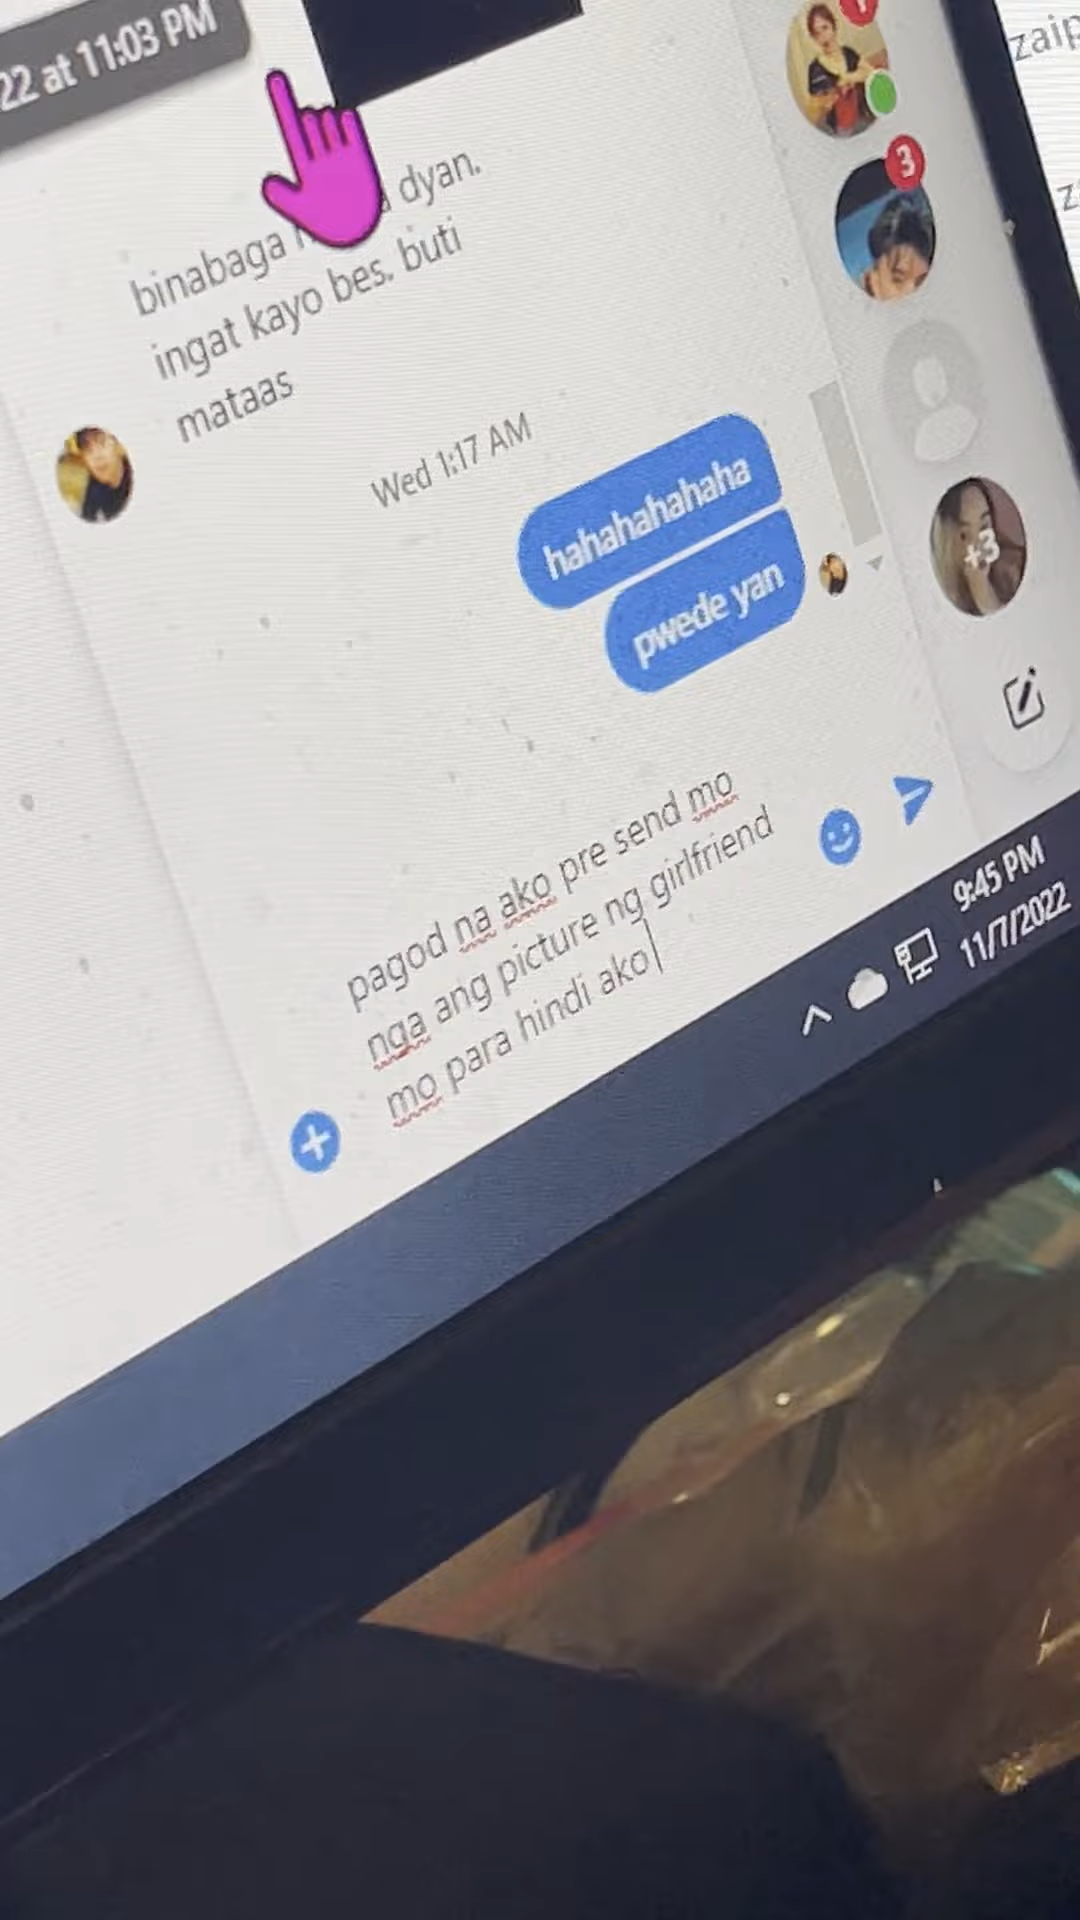 22 at 11:03 PM
binabaga dyan.
ingat kayo bes. buti
mataas
Wed 1:17 AM
hahahahahaha
pwede yan
pagod na ako pre send mo
nga ang picture ng girlfriend
mo para hindi ako
3
+3
9:45 PM
11/7/2022
zaip